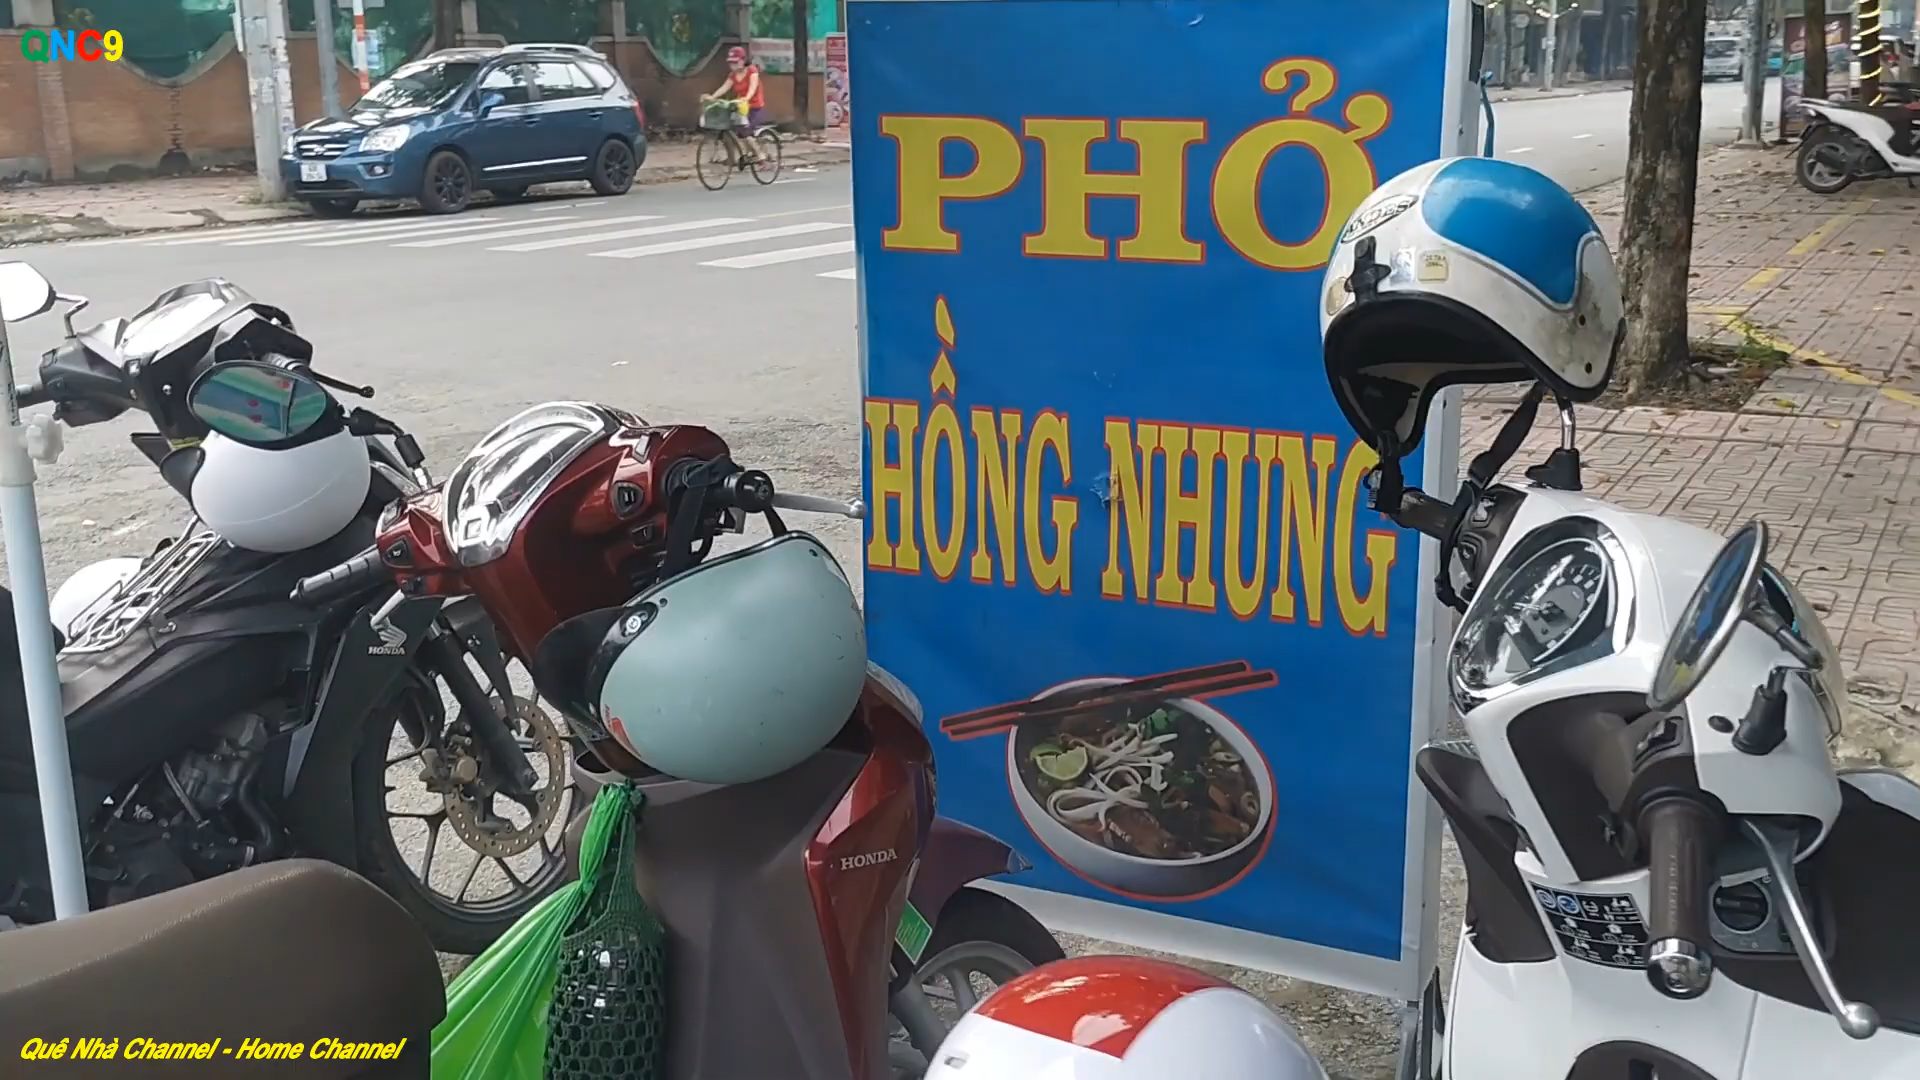 QNC9
PHỞ
HỒNG NHUNG
HONDA
HONDA
Quê Nhà Channel - Home Channel